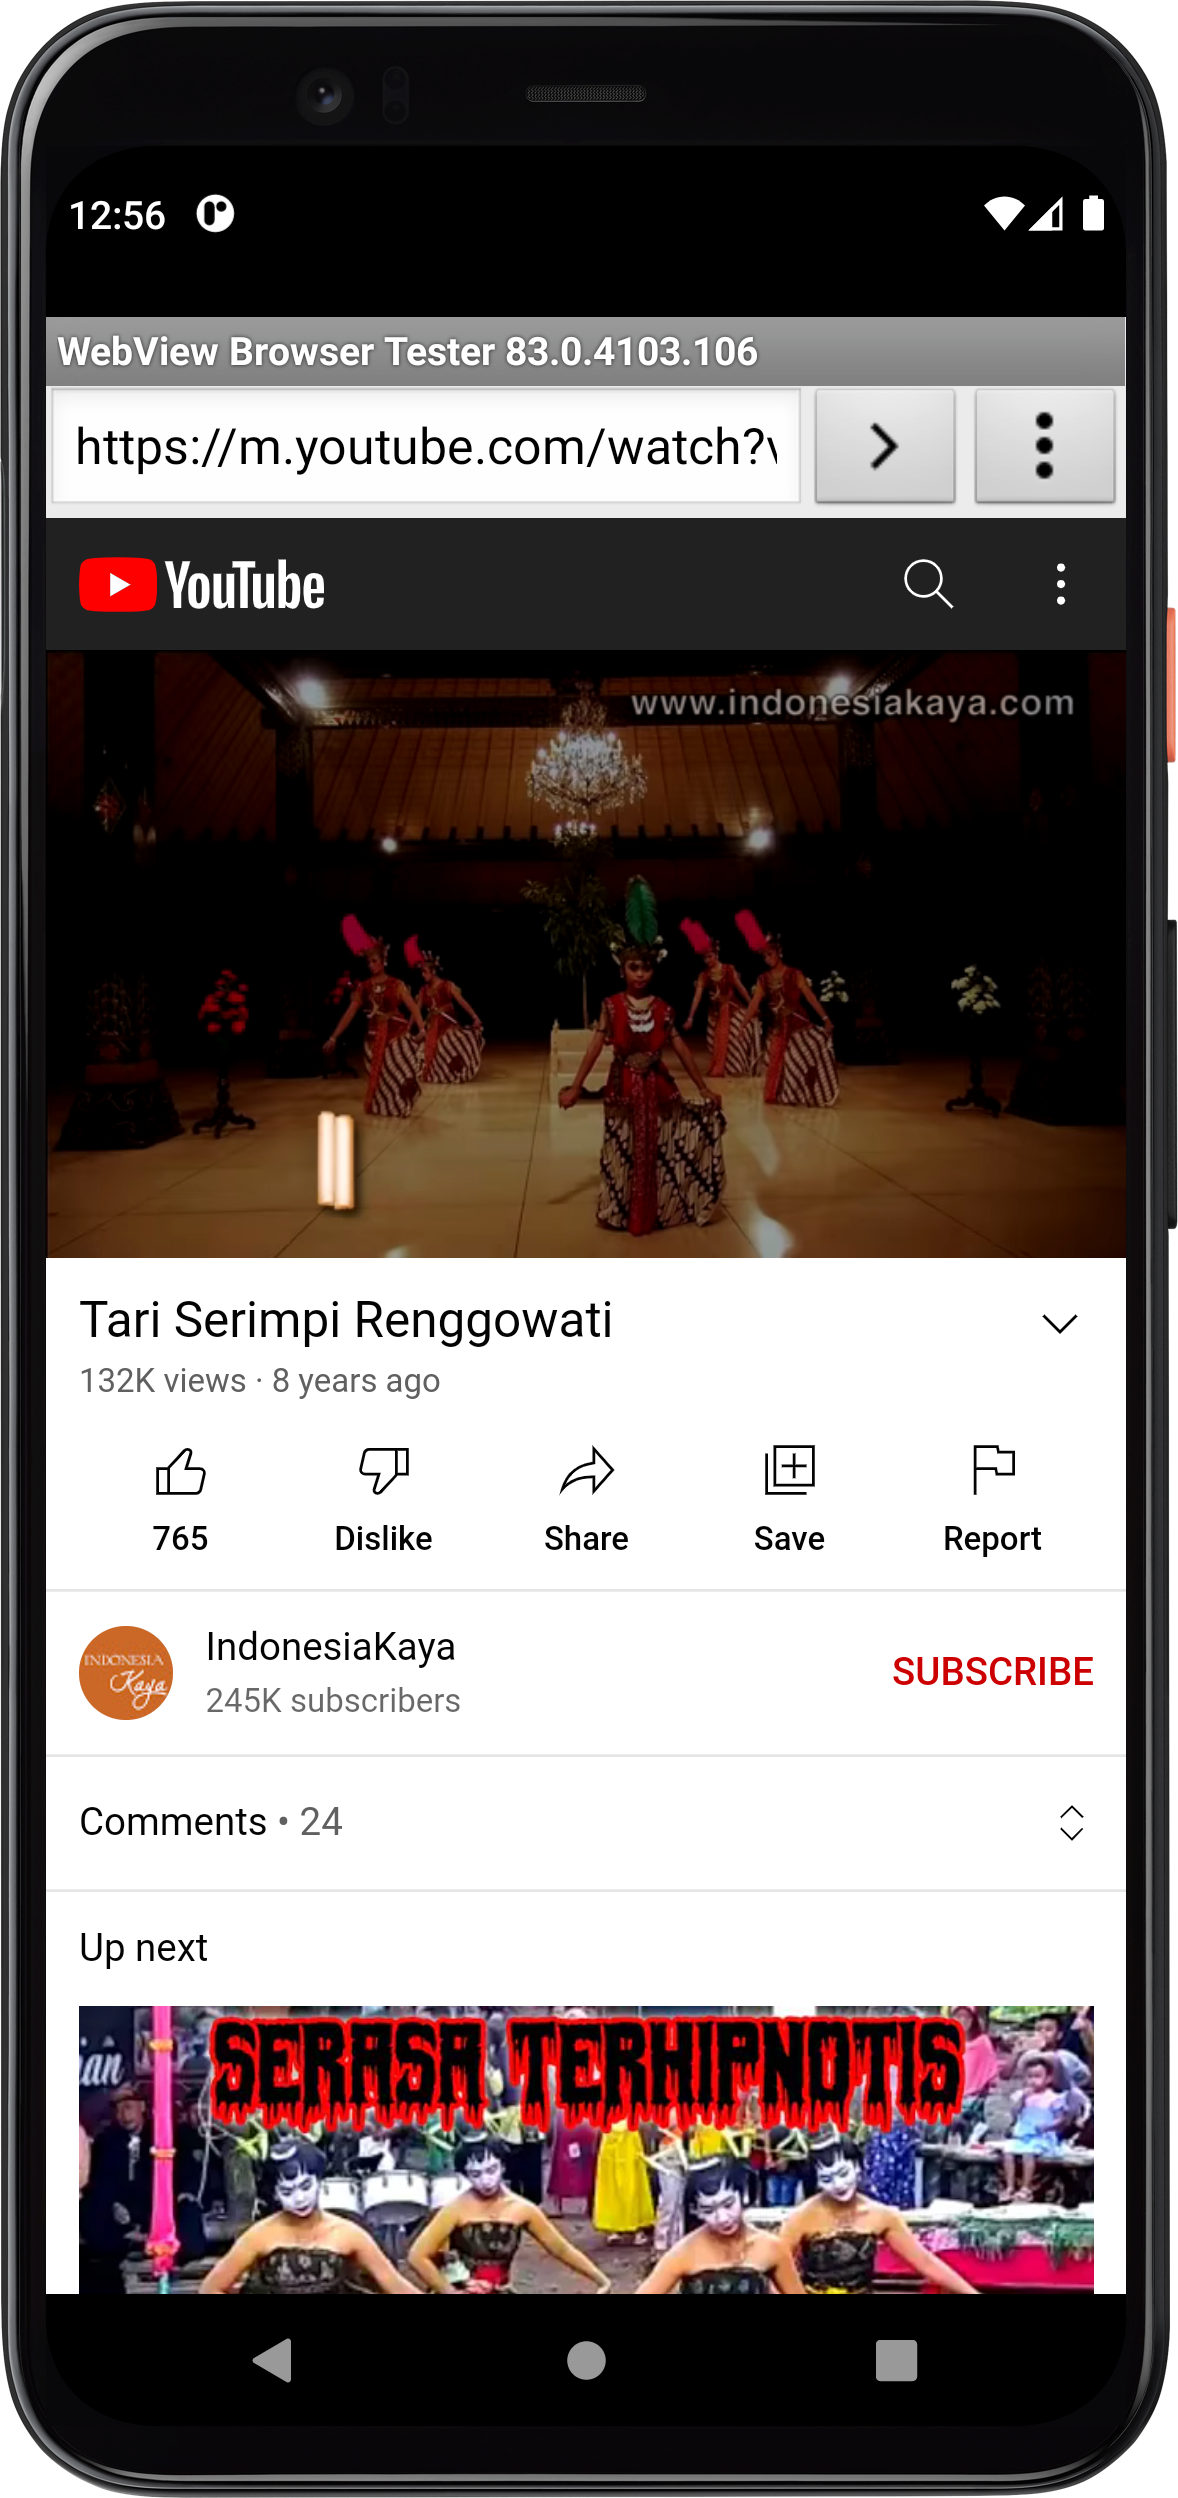 12:56
WebView Browser Tester 83.0.4103.106
https://m.youtube.com/watch?v
YouTube
www.indonesiakaya.com
Tari Serimpi Renggowati
132K views · 8 years ago
765
Dislike
Share
Save
Report
INDONESIA
Kaya
IndonesiaKaya
245K subscribers
SUBSCRIBE
Comments • 24
Up next
SERASA TERHIPNOTIS